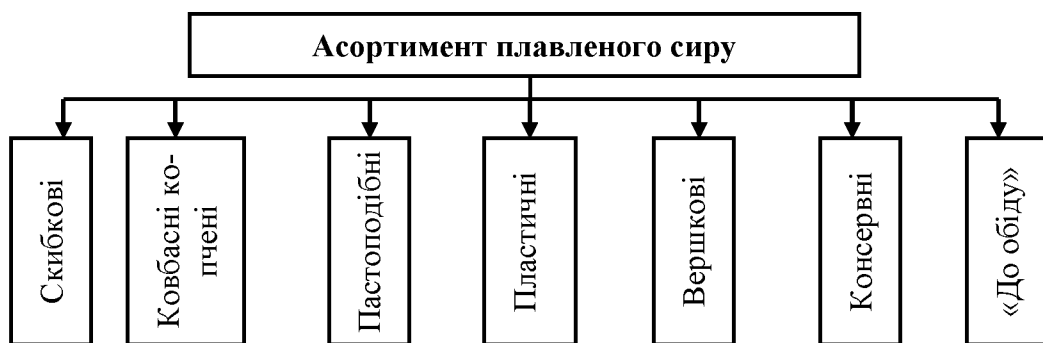 Асортимент плавленого сиру
Скибкові
Ковбасні ко-
пчені
Пастоподібні
Пластичні
Вершкові
Консервні
«До обіду»